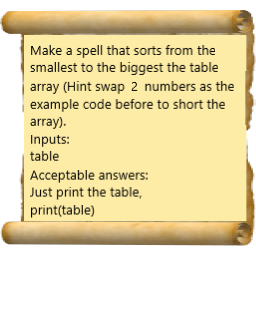 Make a spell that sorts from the
smallest to the biggest the table
array (Hint swap 2 numbers as the
example code before to short the
array).
Inputs:
table
Acceptable answers:
Just print the table,
print(table)